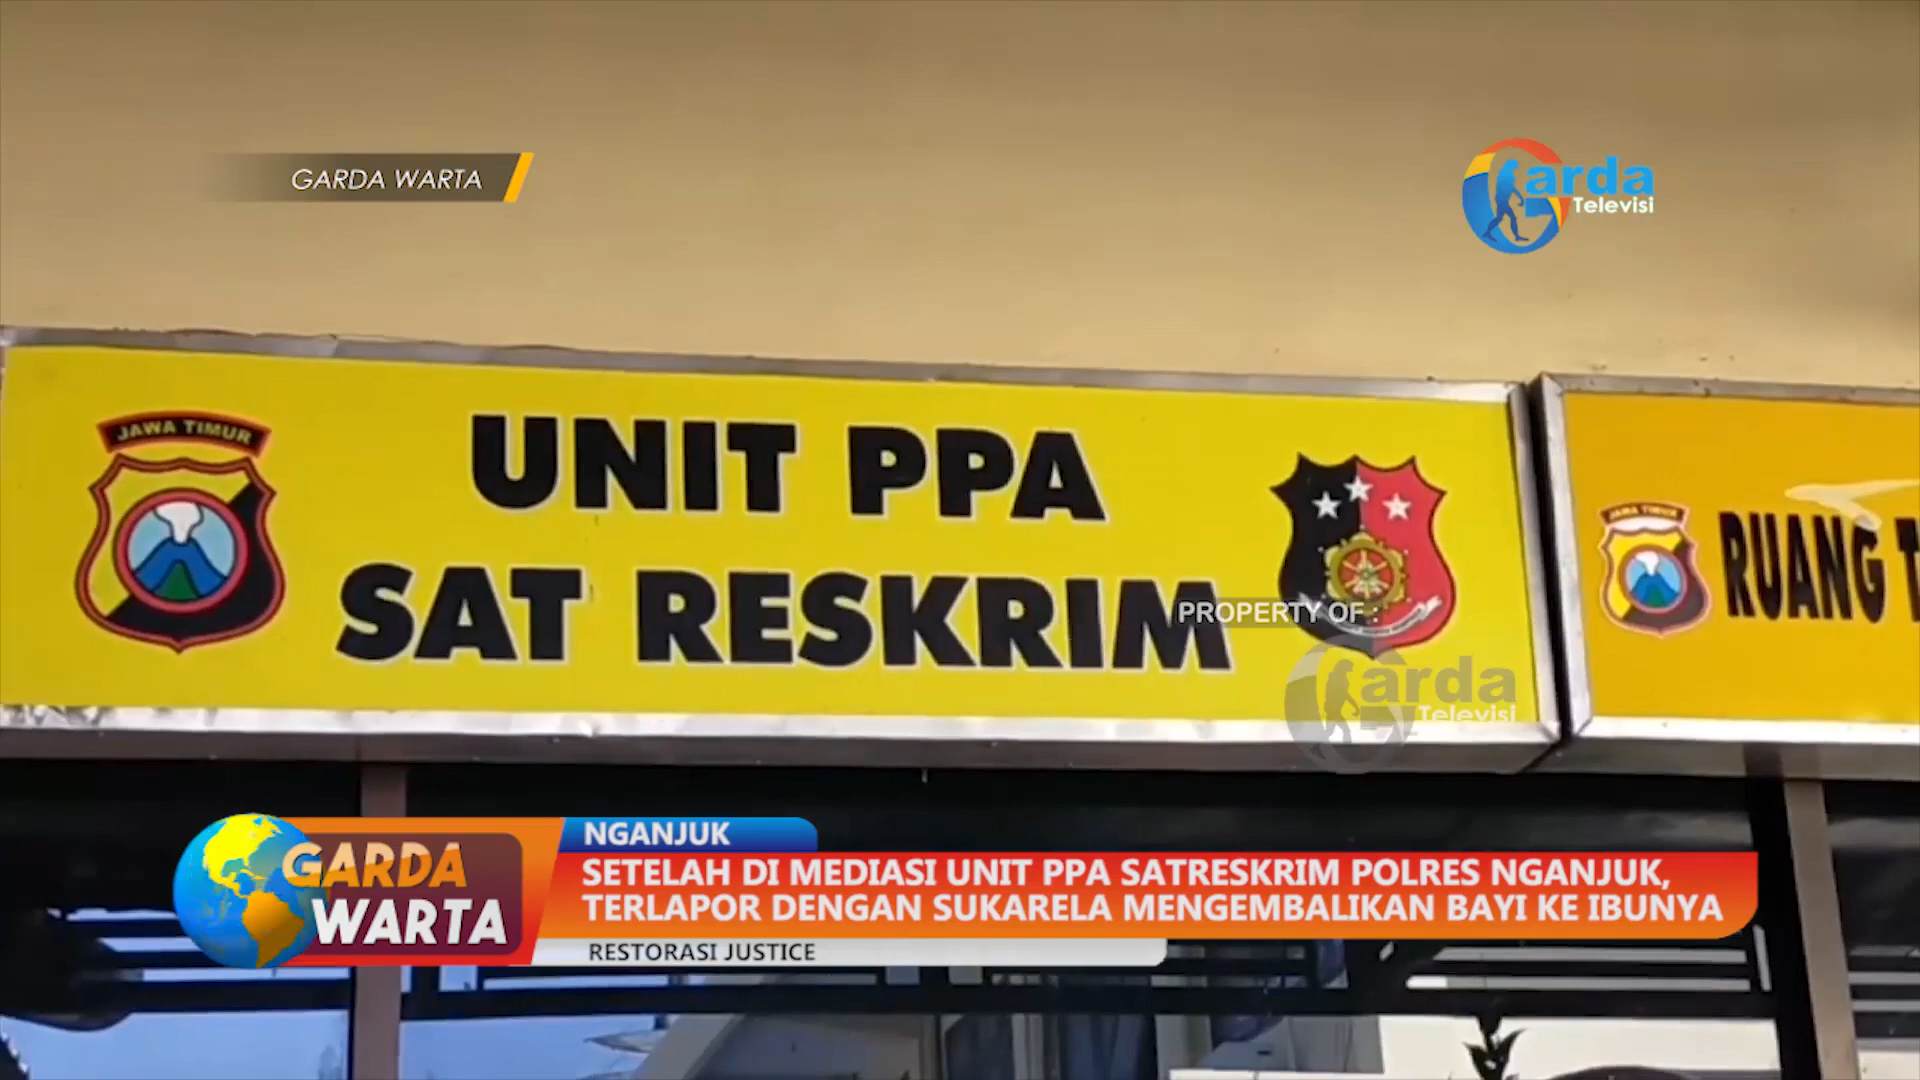 GARDA WARTA
Garda
Televisi
JAWA TIMUR
UNIT PPA
SAT RESKRIM
JAWA TIMUR
RUANG T
PROPERTY OF :
Garda
Televisi
GARDA
WARTA
NGANJUK
SETELAH DI MEDIASI UNIT PPA SATRESKRIM POLRES NGANJUK,
TERLAPOR DENGAN SUKARELA MENGEMBALIKAN BAYI KE IBUNYA
RESTORASI JUSTICE